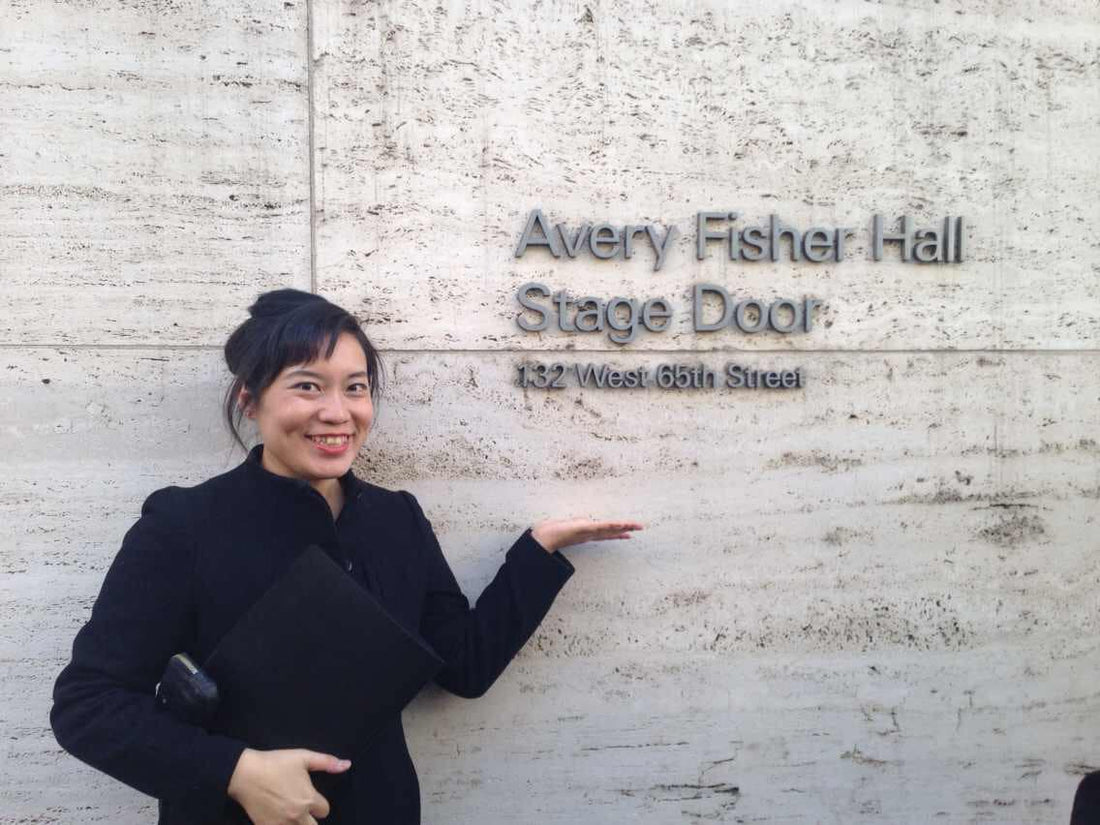 Avery Fisher Hall
Stage Door
132 West 65th Street